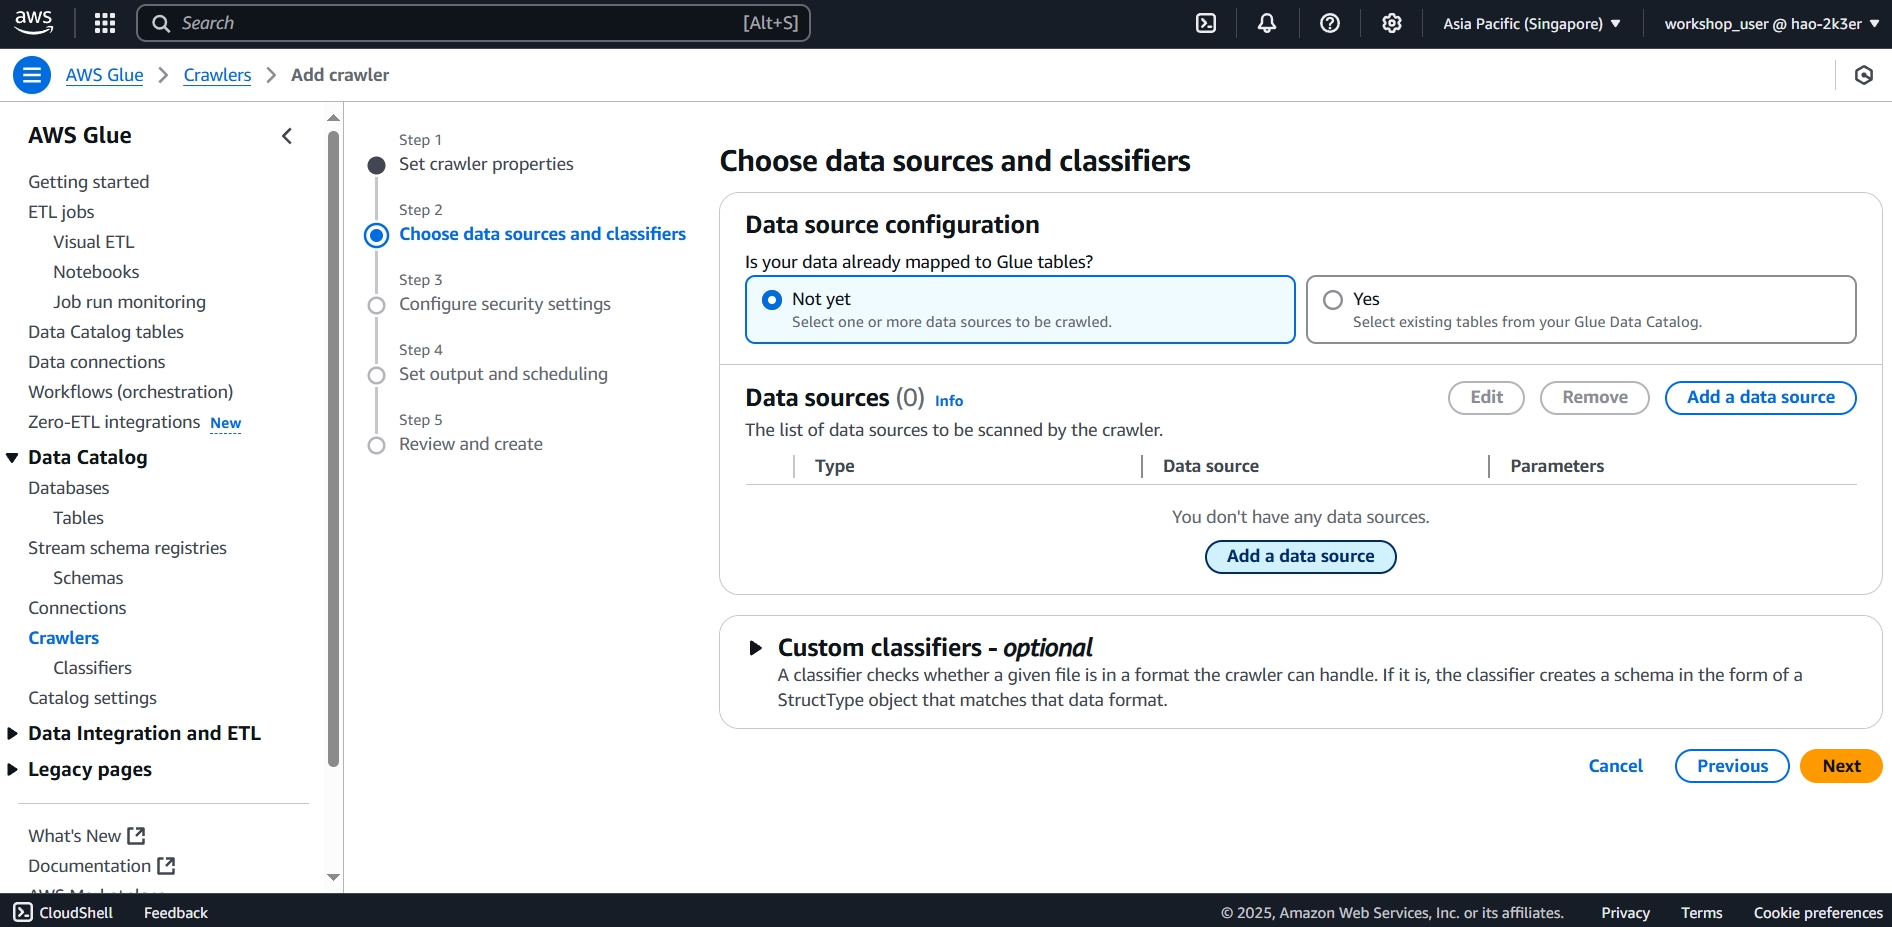 aws
Search
[Alt+S]
Asia Pacific (Singapore)
workshop_user @ hao-2k3er
AWS Glue
Crawlers
Add crawler
AWS Glue
Getting started
ETL jobs
Visual ETL
Notebooks
Job run monitoring
Data Catalog tables
Data connections
Workflows (orchestration)
Zero-ETL integrations New
Data Catalog
Databases
Tables
Stream schema registries
Schemas
Connections
Crawlers
Classifiers
Catalog settings
Data Integration and ETL
Legacy pages
What's New
Documentation
Step 1
Set crawler properties
Step 2
Choose data sources and classifiers
Step 3
Configure security settings
Step 4
Set output and scheduling
Step 5
Review and create
Choose data sources and classifiers
Data source configuration
Is your data already mapped to Glue tables?
Not yet
Select one or more data sources to be crawled.
Yes
Select existing tables from your Glue Data Catalog.
Data sources (0) Info
Edit
Remove
Add a data source
The list of data sources to be scanned by the crawler.
Type
Data source
Parameters
You don't have any data sources.
Add a data source
Custom classifiers - optional
A classifier checks whether a given file is in a format the crawler can handle. If it is, the classifier creates a schema in the form of a
StructType object that matches that data format.
Cancel
Previous
Next
CloudShell
Feedback
© 2025, Amazon Web Services, Inc. or its affiliates.
Privacy
Terms
Cookie preferences